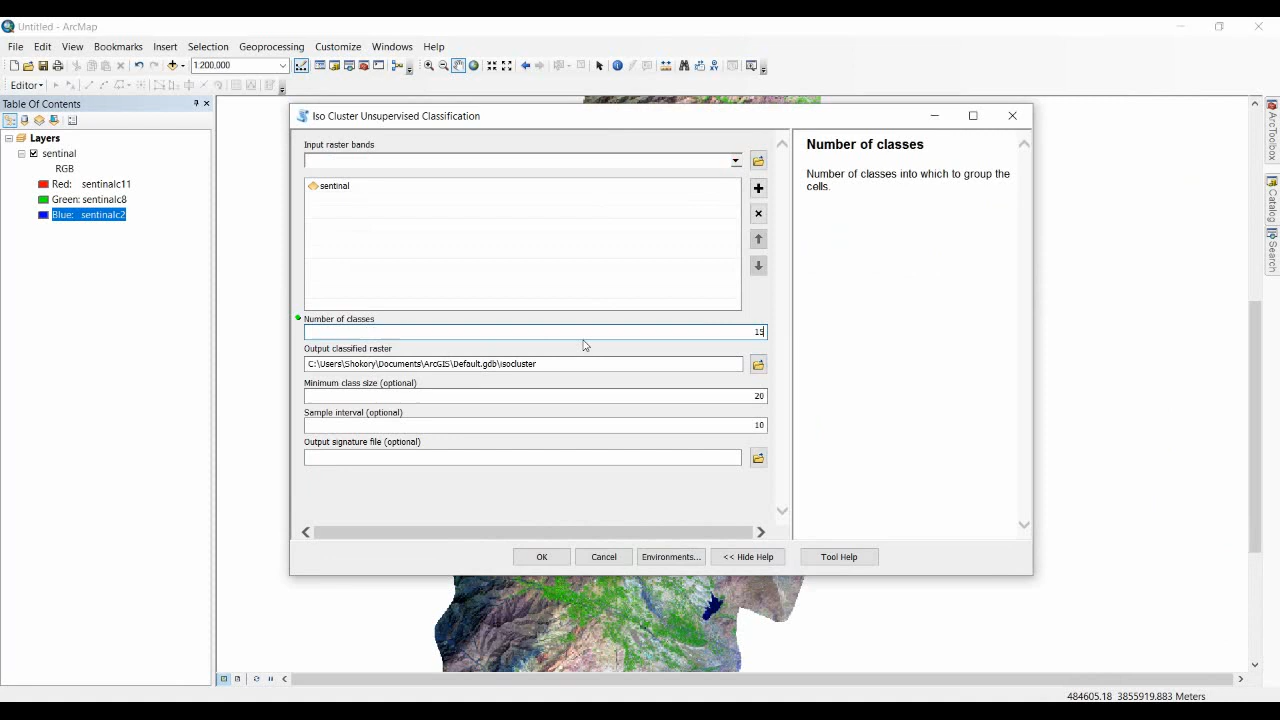 Untitled - ArcMap
File Edit View Bookmarks Insert Selection Geoprocessing Customize Windows Help
1:200,000
Editor
Table Of Contents
Layers
sentinal
RGB
Red: sentinalc11
Green: sentinalc8
Blue: sentinalc2
Iso Cluster Unsupervised Classification
Input raster bands
sentinal
Number of classes
15
Output classified raster
C:\Users\Shokory\Documents\ArcGIS\Default.gdb\isocluster
Minimum class size (optional)
20
Sample interval (optional)
10
Output signature file (optional)
OK Cancel Environments... << Hide Help Tool Help
Number of classes
Number of classes into which to group the
cells.
ArcToolbox
Catalog
Search
484605.18 3855919.883 Meters